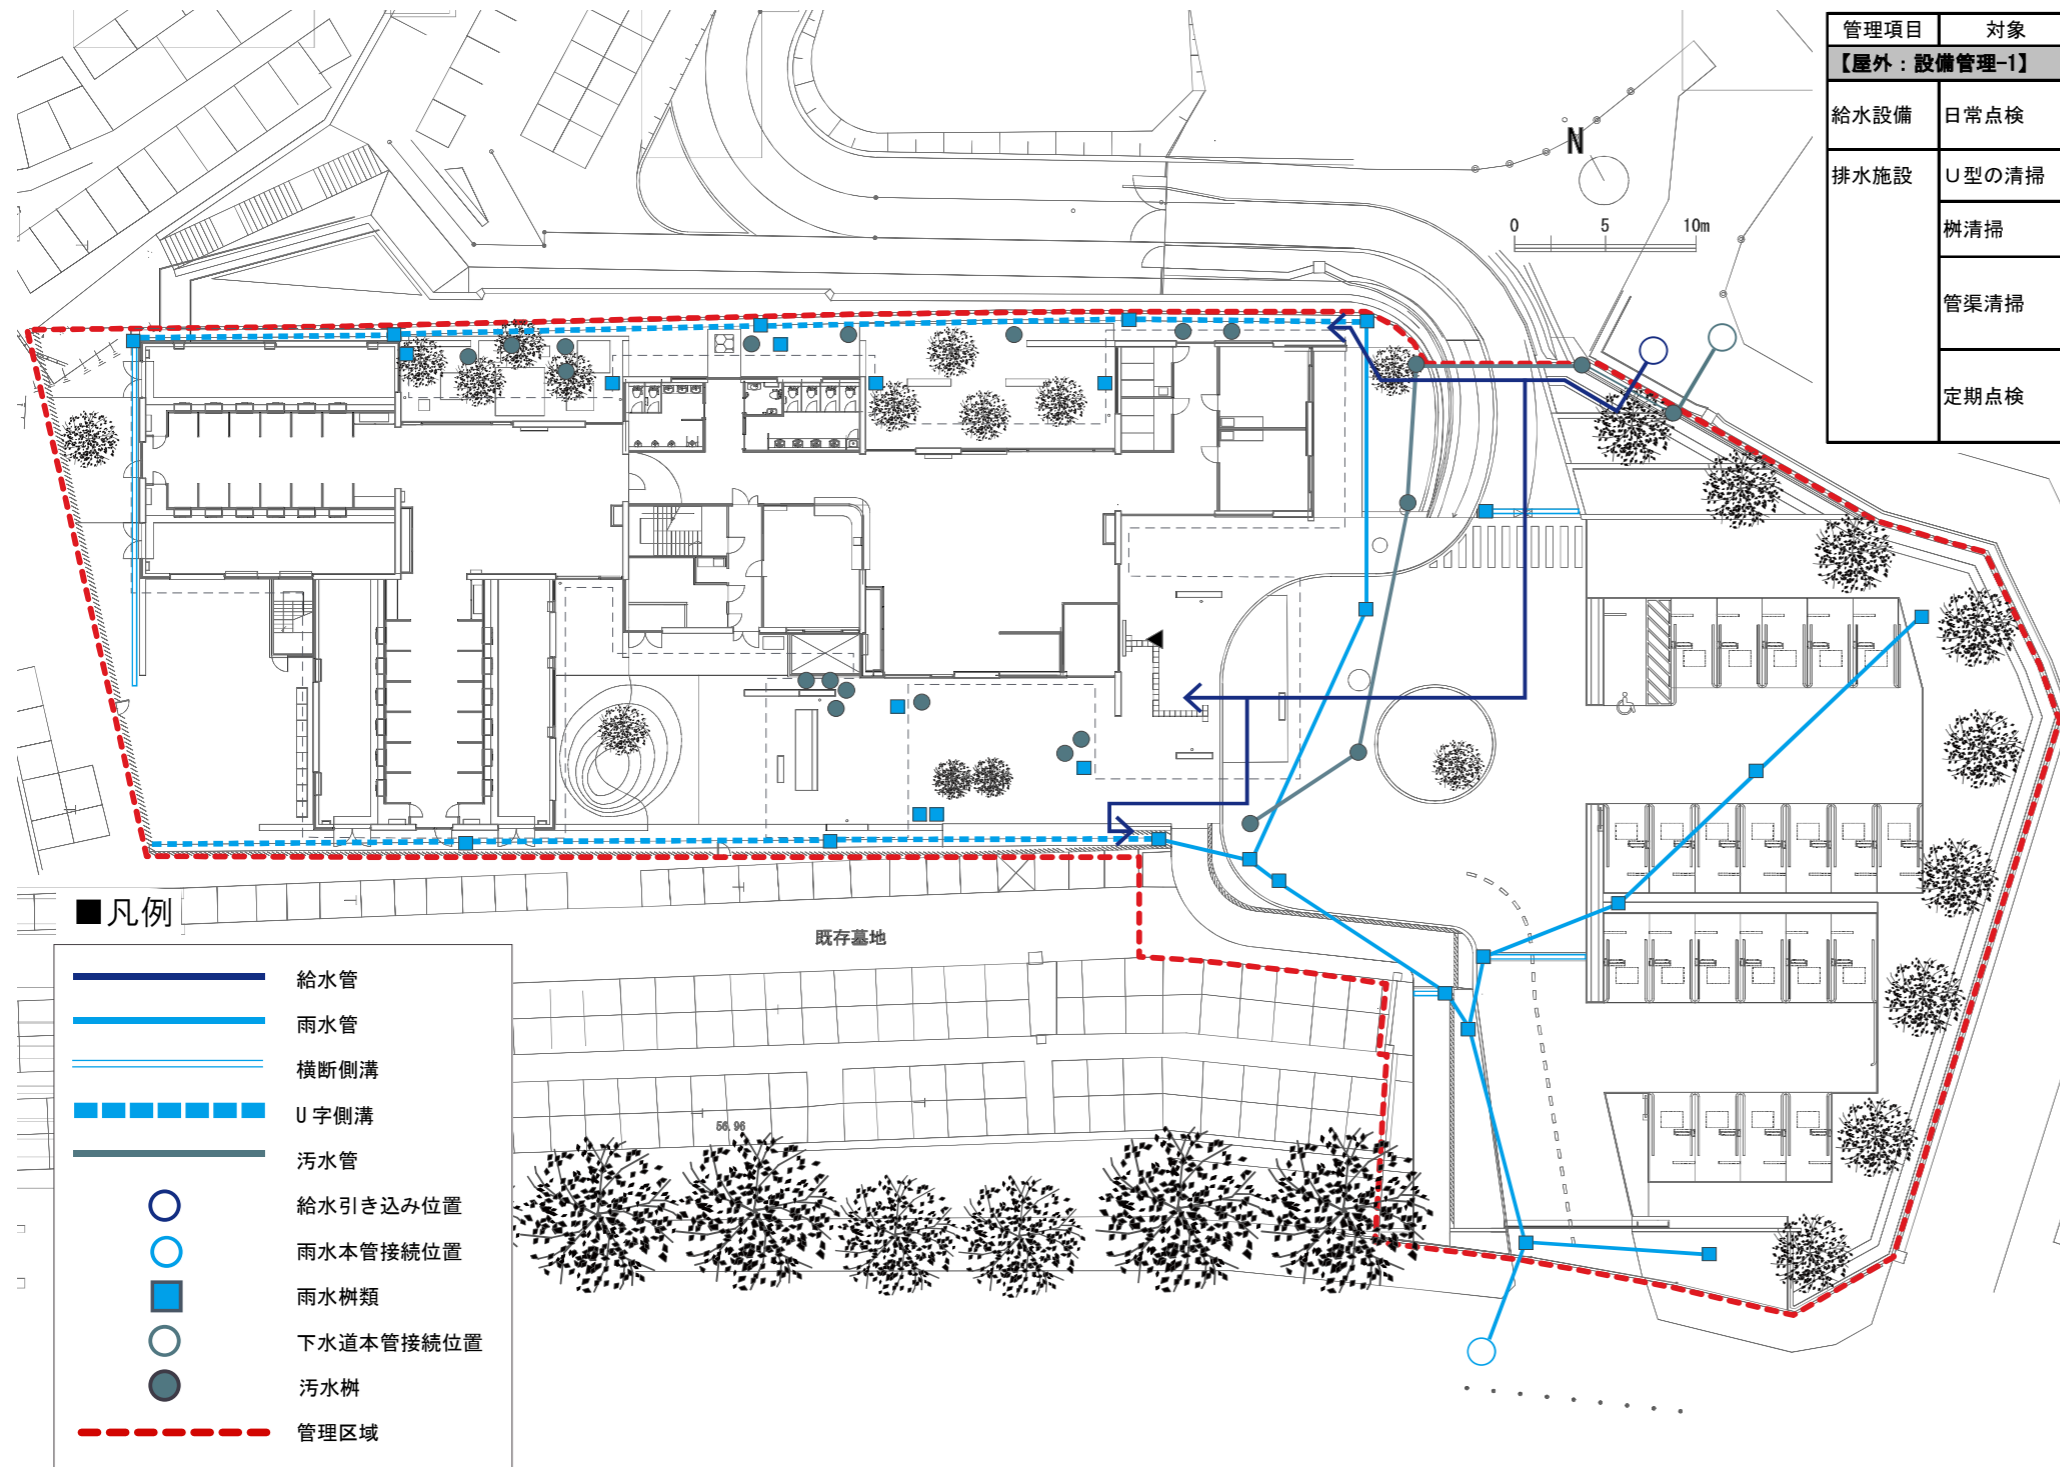 管理項目 対象
【屋外：設備管理-1】
給水設備 日常点検
排水施設 U型の清掃
桝清掃
管渠清掃
定期点検
N
0 5 10m
■凡例
給水管
雨水管
横断側溝
U字側溝
汚水管
給水引き込み位置
雨水本管接続位置
雨水桝類
下水道本管接続位置
汚水桝
管理区域
既存墓地
56.96